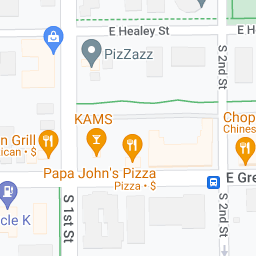 E Healey St
E H
PizZazz
S 2nd St
KAMS
n Grill
ican • $
Chop
Chines
Papa John's Pizza
Pizza • $
E Gre
cle K
S 1st St
S 2nd St